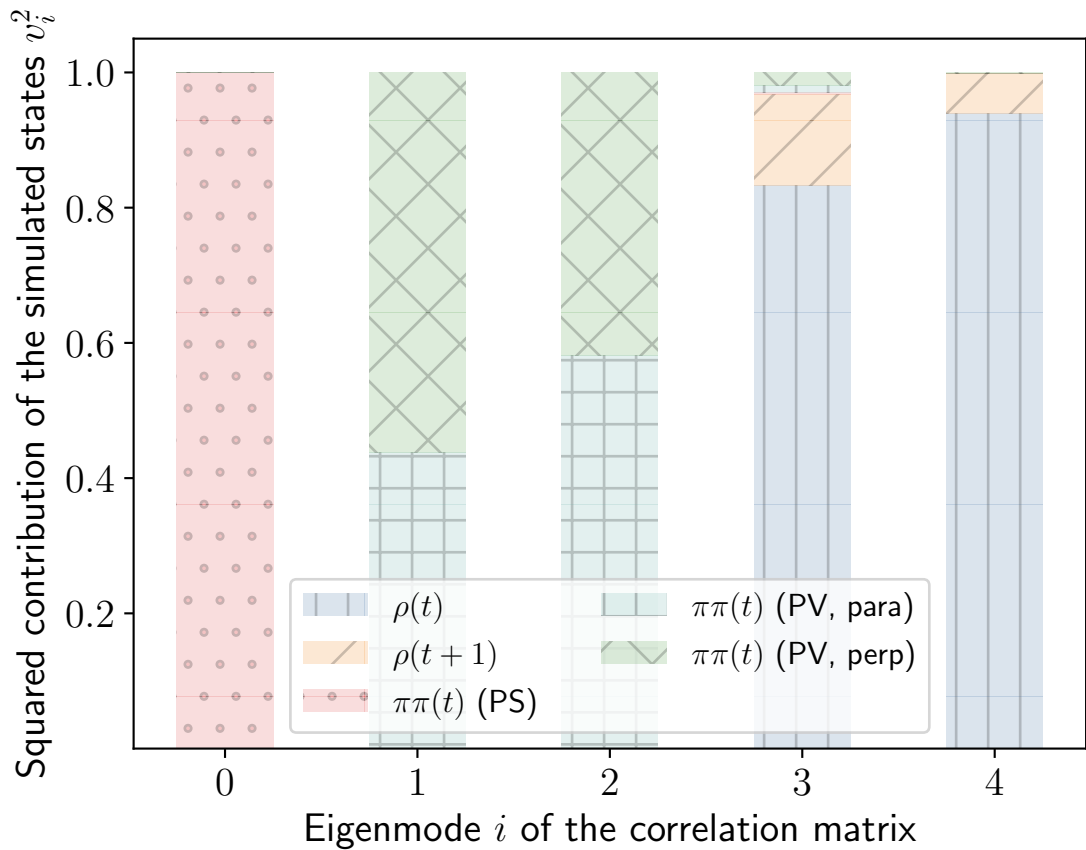 Squared contribution of the simulated states $v_i^2$
1.0
0.8
0.6
0.4
0.2
ρ(t)
ρ(t + 1)
ππ(t) (PS)
ππ(t) (PV, para)
ππ(t) (PV, perp)
0 1 2 3 4
Eigenmode i of the correlation matrix